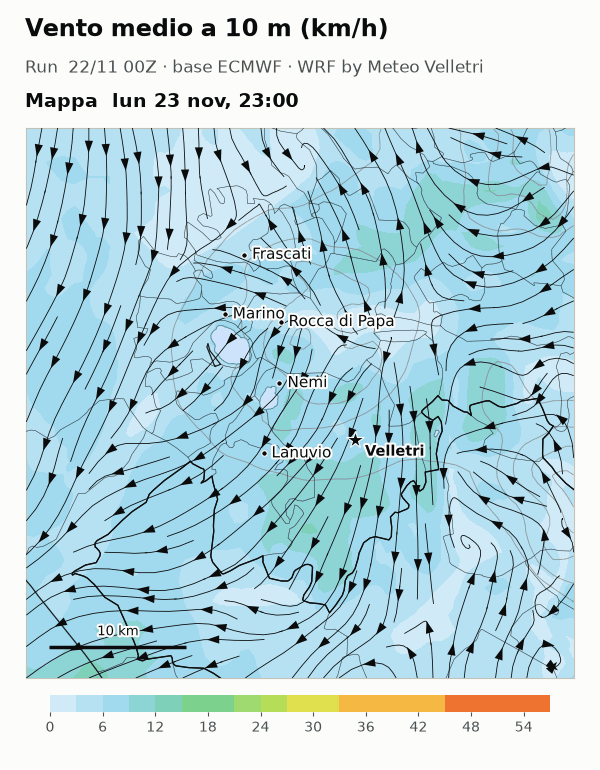 Vento medio a 10 m (km/h)
Run  22/11 00Z · base ECMWF · WRF by Meteo Velletri
Mappa  lun 23 nov, 23:00
Frascati
Marino
Rocca di Papa
Nemi
Velletri
Lanuvio
10 km
0 6 12 18 24 30 36 42 48 54